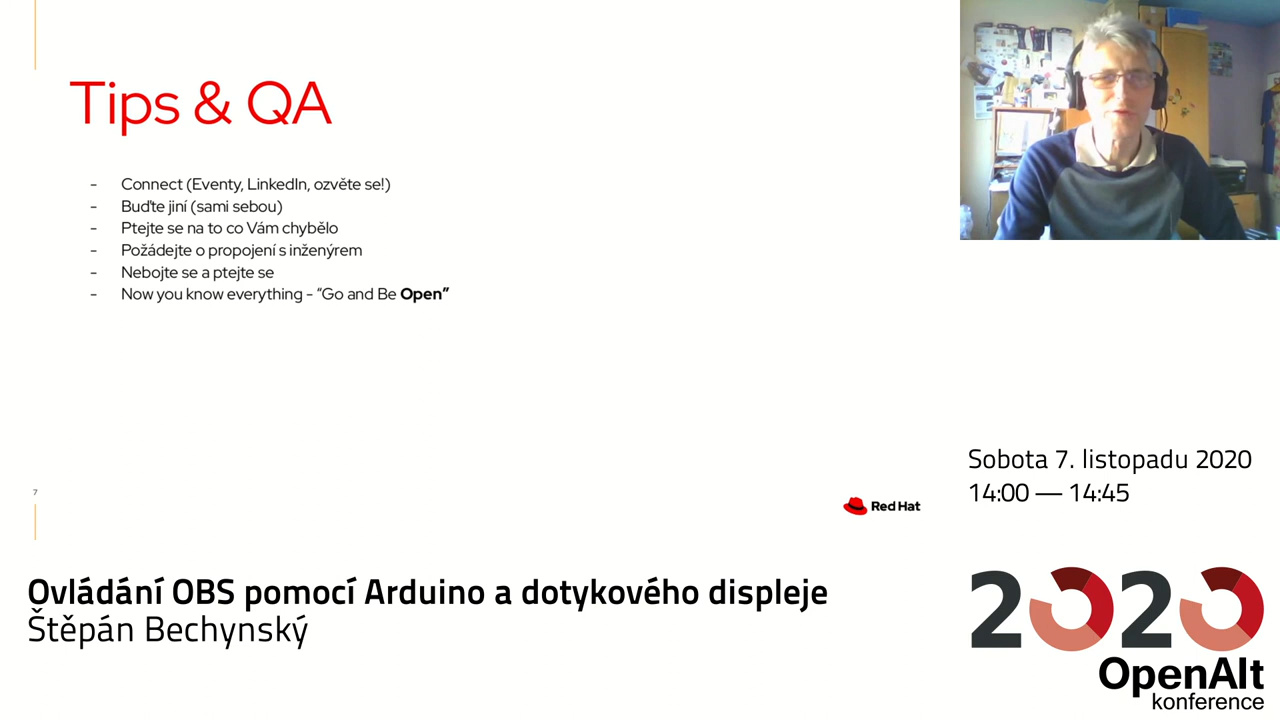 Tips & QA
- Connect (Eventy, LinkedIn, ozvěte se!)
- Buďte jiní (sami sebou)
- Ptejte se na to co Vám chybělo
- Požádejte o propojení s inženýrem
- Nebojte se a ptejte se
- Now you know everything - “Go and Be Open”
7
Red Hat
Sobota 7. listopadu 2020
14:00 — 14:45
Ovládání OBS pomocí Arduino a dotykového displeje
Štěpán Bechynský
2020
OpenAlt
konference